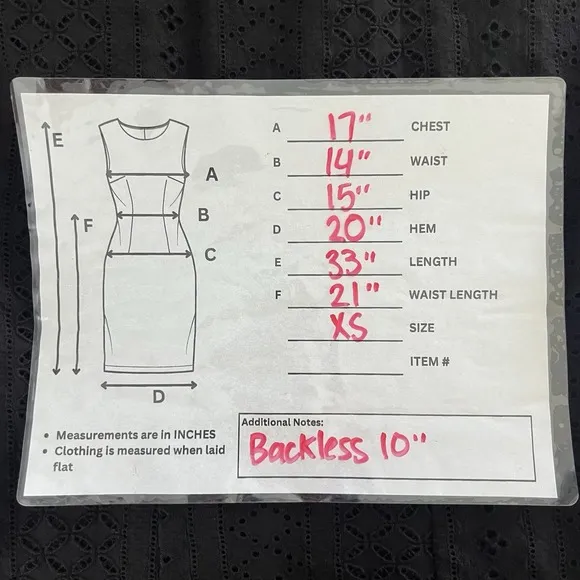 A 17" CHEST
B 14" WAIST
C 15" HIP
D 20" HEM
E 33" LENGTH
F 21" WAIST LENGTH
XS SIZE
ITEM #
E
F
A
B
C
D
• Measurements are in INCHES
• Clothing is measured when laid
flat
Additional Notes:
Backless 10"